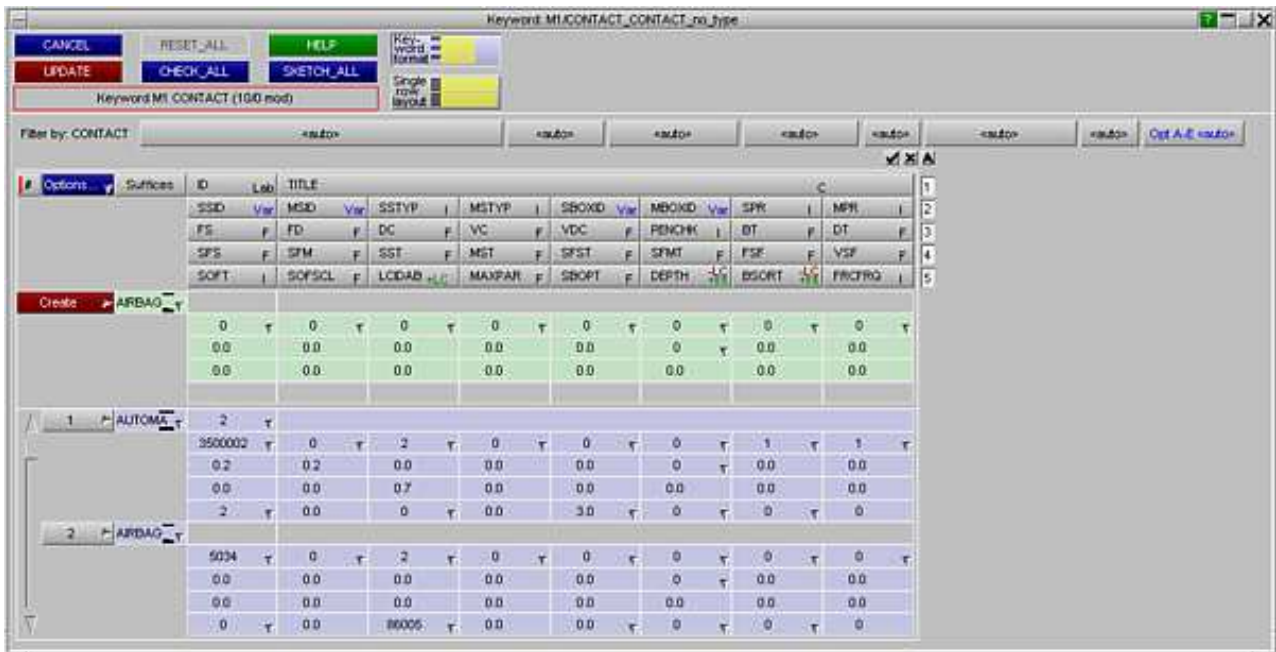 Keyword: M1/CONTACT_CONTACT_no_type
CANCEL RESET_ALL HELP Key-word format
UPDATE CHECK_ALL SKETCH_ALL Single row layout
Keyword M1 CONTACT (10/0 mod)
Filter by: CONTACT <auto> <auto> <auto> <auto> <auto> <auto> <auto> Opt A-E <auto>
# Options... Suffices ID Lab TITLE C 1
SSID Var MSID Var SSTYP I MSTYP I SBOXID Var MBOXID Var SPR I MPR I 2
FS F FD F DC F VC F VDC F PENCHK I BT F DT F 3
SFS F SFM F SST F MST F SFST F SFMT F FSF F VSF F 4
SOFT I SOFSCL F LCIDAB +LC MAXPAR F SBOPT F DEPTH BSORT FRCFRQ I 5
Create AIRBAG_
0 0 0 0 0 0 0 0
0.0 0.0 0.0 0.0 0.0 0 0.0 0.0
0.0 0.0 0.0 0.0 0.0 0.0 0.0 0.0
1 AUTOMA_ 2
3500002 0 2 0 0 0 1 1
0.2 0.2 0.0 0.0 0.0 0 0.0 0.0
0.0 0.0 0.7 0.0 0.0 0.0 0.0 0.0
2 0.0 0 0.0 3.0 0 0 0
2 AIRBAG_
5034 0 2 0 0 0 0 0
0.0 0.0 0.0 0.0 0.0 0 0.0 0.0
0.0 0.0 0.0 0.0 0.0 0.0 0.0 0.0
0 0.0 86005 0.0 0.0 0 0 0